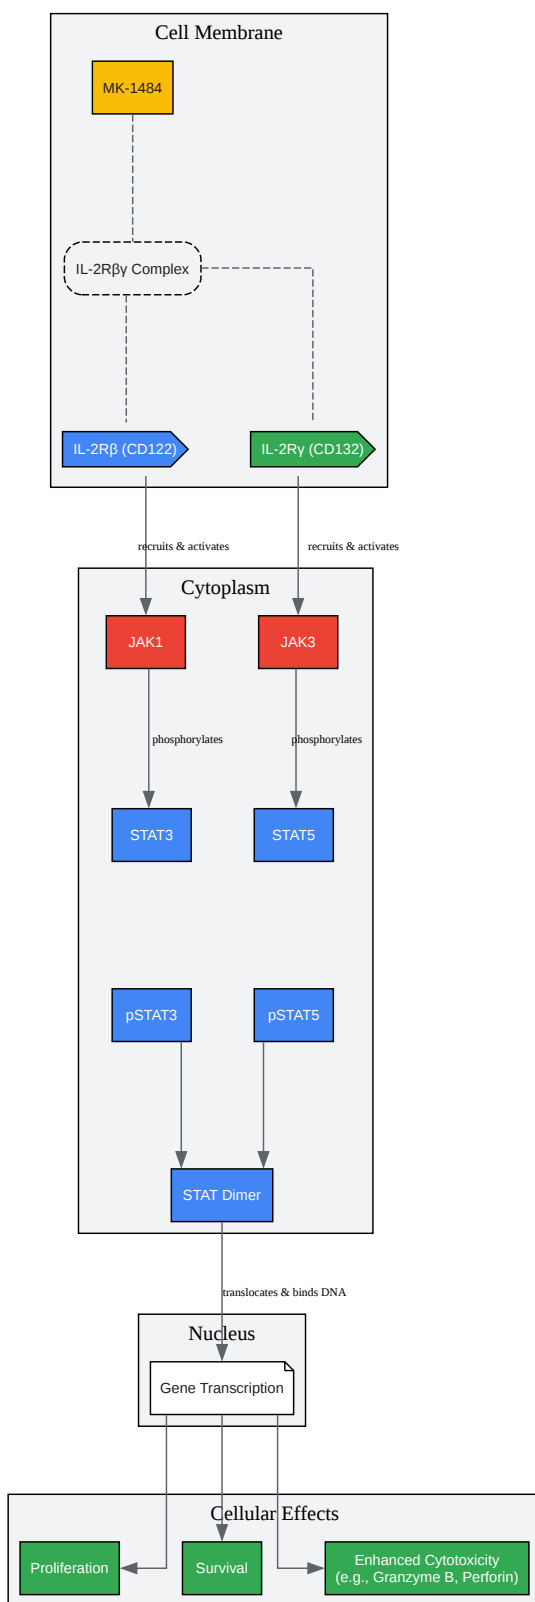 Cell Membrane
MK-1484
IL-2Rβγ Complex
IL-2Rβ (CD122)
IL-2Rγ (CD132)
recruits & activates
recruits & activates
Cytoplasm
JAK1
JAK3
phosphorylates
phosphorylates
STAT3
STAT5
pSTAT3
pSTAT5
STAT Dimer
translocates & binds DNA
Nucleus
Gene Transcription
Cellular Effects
Proliferation
Survival
Enhanced Cytotoxicity
(e.g., Granzyme B, Perforin)